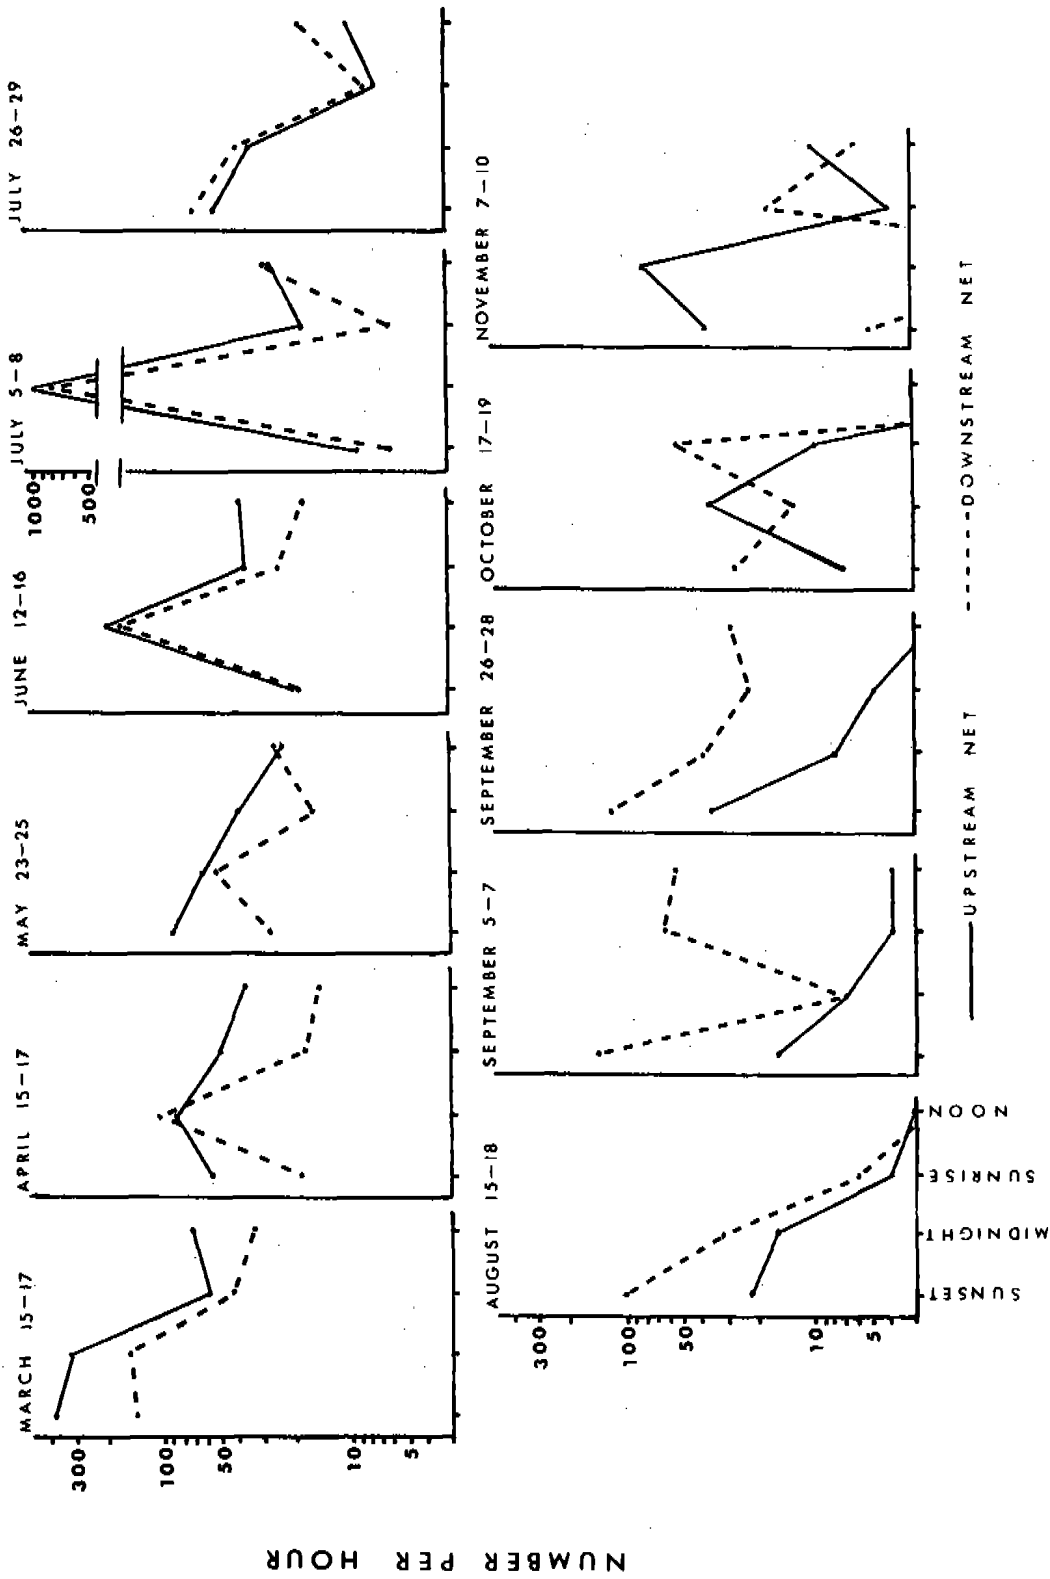 NUMBER PER HOUR
MARCH 15-17
APRIL 15-17
MAY 23-25
JUNE 12-16
JULY 5-8
JULY 26-29
300
100
50
10
5
1000
500
AUGUST 15-18
SEPTEMBER 5-7
SEPTEMBER 26-28
OCTOBER 17-19
NOVEMBER 7-10
300
100
50
10
5
SUNSET
MIDNIGHT
SUNRISE
NOON
UPSTREAM NET
DOWNSTREAM NET